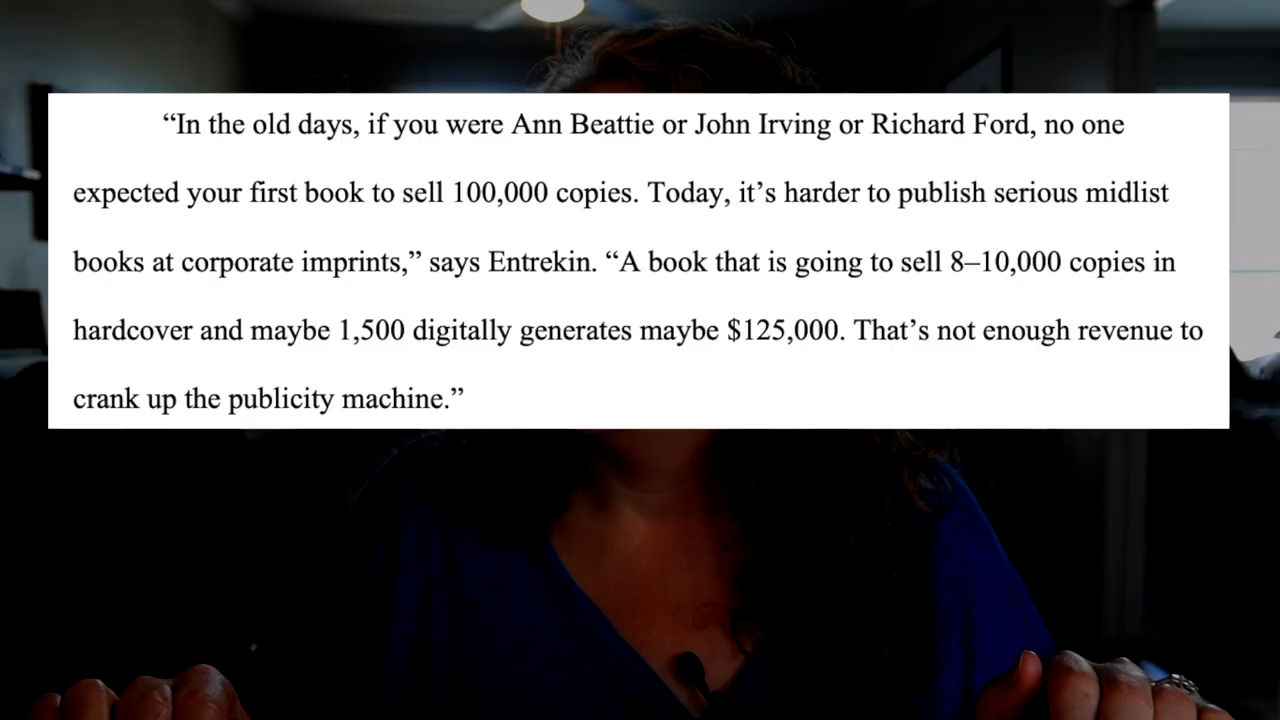 “In the old days, if you were Ann Beattie or John Irving or Richard Ford, no one
expected your first book to sell 100,000 copies. Today, it’s harder to publish serious midlist
books at corporate imprints,” says Entrekin. “A book that is going to sell 8–10,000 copies in
hardcover and maybe 1,500 digitally generates maybe $125,000. That’s not enough revenue to
crank up the publicity machine.”